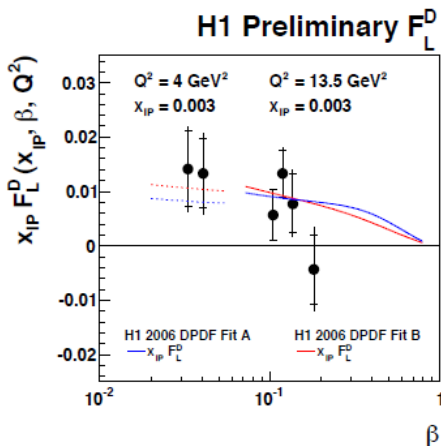 H1 Preliminary F_L^D
Q² = 4 GeV²
x_IP = 0.003
Q² = 13.5 GeV²
x_IP = 0.003
x_IP F_L^D (x_IP, β, Q²)
0.03
0.02
0.01
0
-0.01
-0.02
H1 2006 DPDF Fit A
x_IP F_L^D
H1 2006 DPDF Fit B
x_IP F_L^D
10⁻²
10⁻¹
1
β